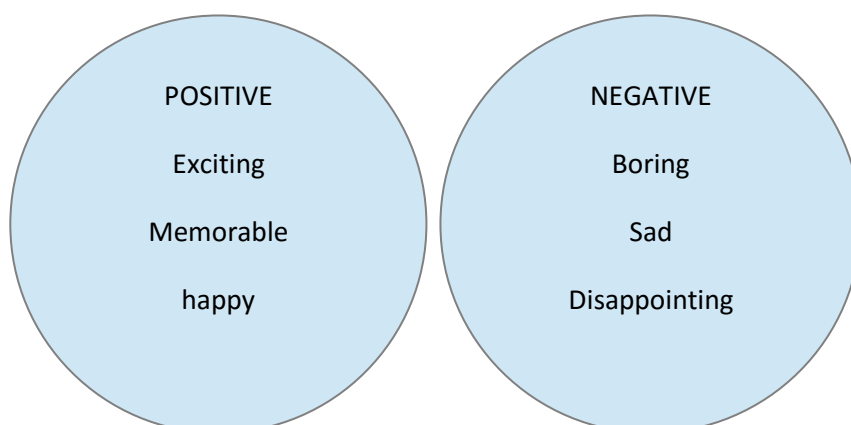 POSITIVE
Exciting
Memorable
happy
NEGATIVE
Boring
Sad
Disappointing